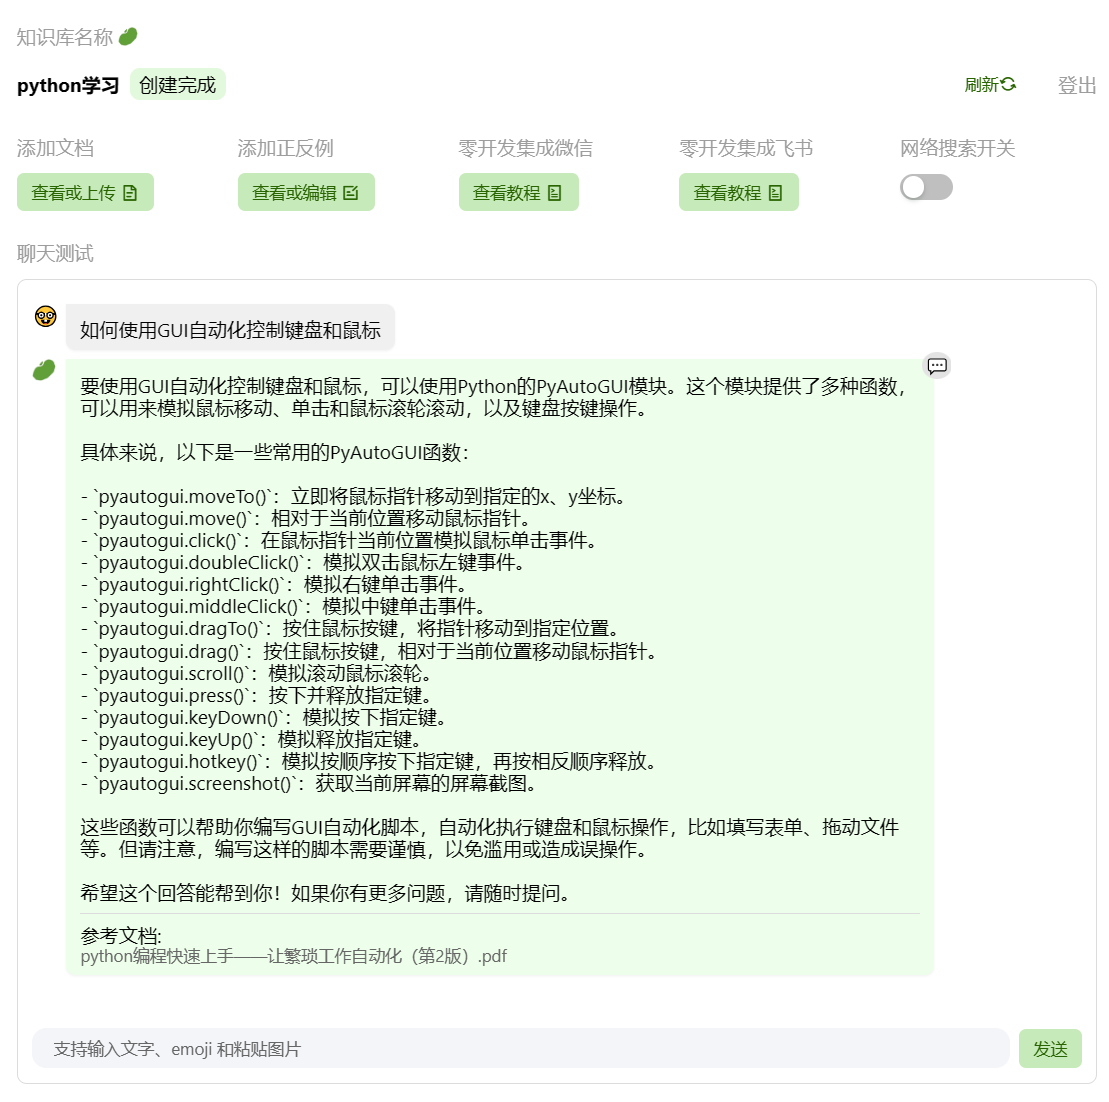 知识库名称
python学习 创建完成 刷新 登出
添加文档 添加正反例 零开发集成微信 零开发集成飞书 网络搜索开关
查看或上传 查看或编辑 查看教程 查看教程
聊天测试
如何使用GUI自动化控制键盘和鼠标
要使用GUI自动化控制键盘和鼠标，可以使用Python的PyAutoGUI模块。这个模块提供了多种函数，
可以用来模拟鼠标移动、单击和鼠标滚轮滚动，以及键盘按键操作。
具体来说，以下是一些常用的PyAutoGUI函数：
- `pyautogui.moveTo()`：立即将鼠标指针移动到指定的x、y坐标。
- `pyautogui.move()`：相对于当前位置移动鼠标指针。
- `pyautogui.click()`：在鼠标指针当前位置模拟鼠标单击事件。
- `pyautogui.doubleClick()`：模拟双击鼠标左键事件。
- `pyautogui.rightClick()`：模拟右键单击事件。
- `pyautogui.middleClick()`：模拟中键单击事件。
- `pyautogui.dragTo()`：按住鼠标按键，将指针移动到指定位置。
- `pyautogui.drag()`：按住鼠标按键，相对于当前位置移动鼠标指针。
- `pyautogui.scroll()`：模拟滚动鼠标滚轮。
- `pyautogui.press()`：按下并释放指定键。
- `pyautogui.keyDown()`：模拟按下指定键。
- `pyautogui.keyUp()`：模拟释放指定键。
- `pyautogui.hotkey()`：模拟按顺序按下指定键，再按相反顺序释放。
- `pyautogui.screenshot()`：获取当前屏幕的屏幕截图。
这些函数可以帮助你编写GUI自动化脚本，自动化执行键盘和鼠标操作，比如填写表单、拖动文件
等。但请注意，编写这样的脚本需要谨慎，以免滥用或造成误操作。
希望这个回答能帮到你！如果你有更多问题，请随时提问。
参考文档:
python编程快速上手——让繁琐工作自动化（第2版）.pdf
支持输入文字、emoji 和粘贴图片 发送